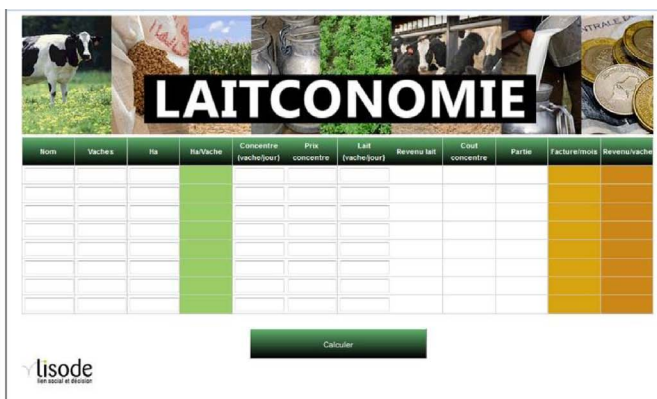 LAITCONOMIE
Nom Vaches Ha Ha/Vache Concentre (vache/jour) Prix concentre Lait (vache/jour) Revenu lait Cout concentre Partie Facture/mois Revenu/vache
Calculer
lisode
lien social et décision